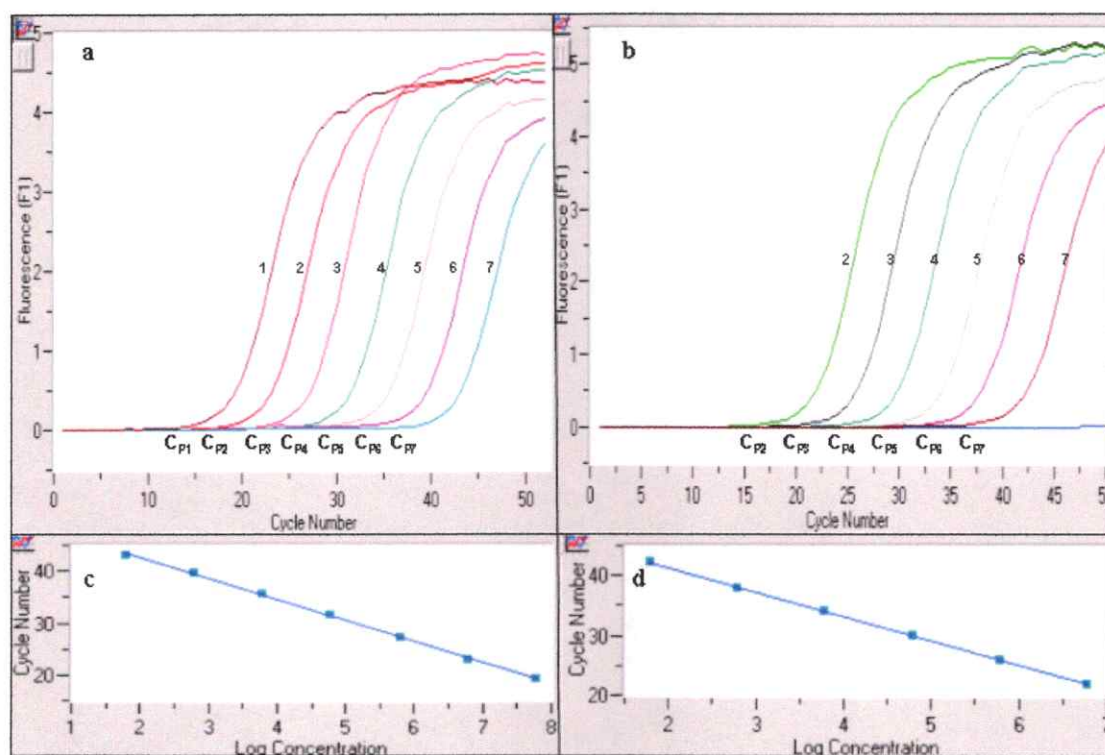 a
5
4
3
2
1
0
Fluorescence (F1)
1 2 3 4 5 6 7
CP1 CP2 CP3 CP4 CP5 CP6 CP7
0 10 20 30 40 50
Cycle Number
b
5
4
3
2
1
0
Fluorescence (F1)
2 3 4 5 6 7
CP2 CP3 CP4 CP5 CP6 CP7
0 5 10 15 20 25 30 35 40 45 50
Cycle Number
c
40
30
20
Cycle Number
1 2 3 4 5 6 7 8
Log Concentration
d
40
30
20
Cycle Number
2 3 4 5 6 7
Log Concentration